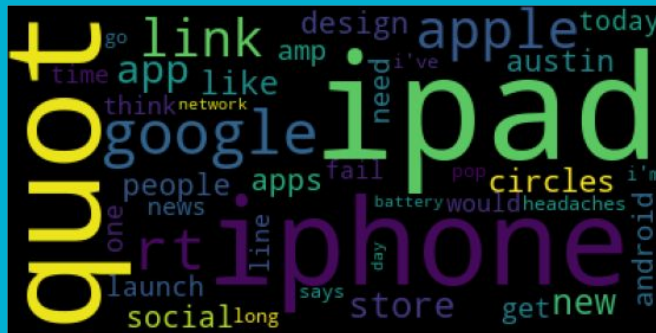 quot
go
link
design
apple
today
time
app
like
amp
need
i've
austin
think
network
google
ipad
people
apps
fail
pop
circles
i'm
news
one
rt
line
iphone
battery
would
headaches
android
launch
day
says
store
get
new
social
long